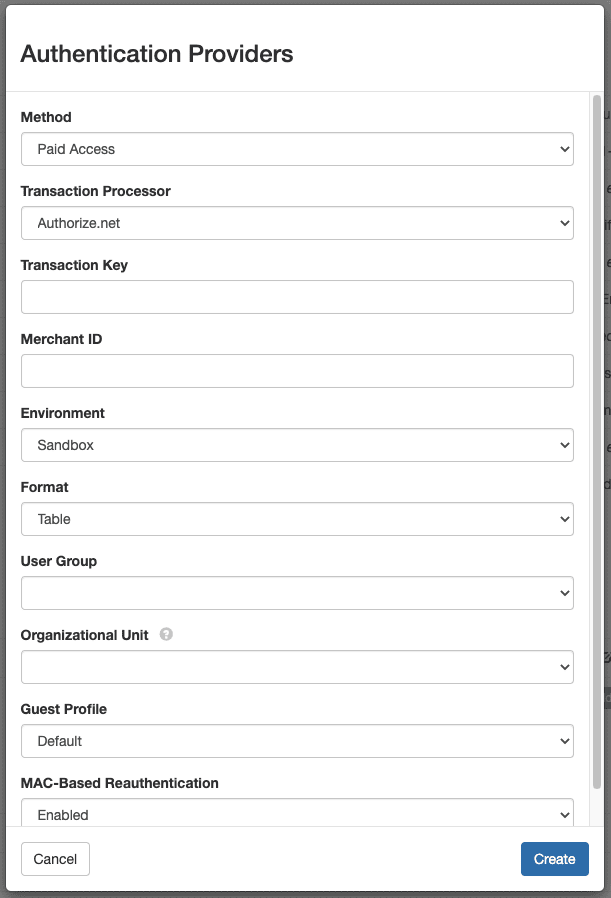 Authentication Providers
Method
Paid Access
Transaction Processor
Authorize.net
Transaction Key
Merchant ID
Environment
Sandbox
Format
Table
User Group
Organizational Unit ?
Guest Profile
Default
MAC-Based Reauthentication
Enabled
Cancel
Create